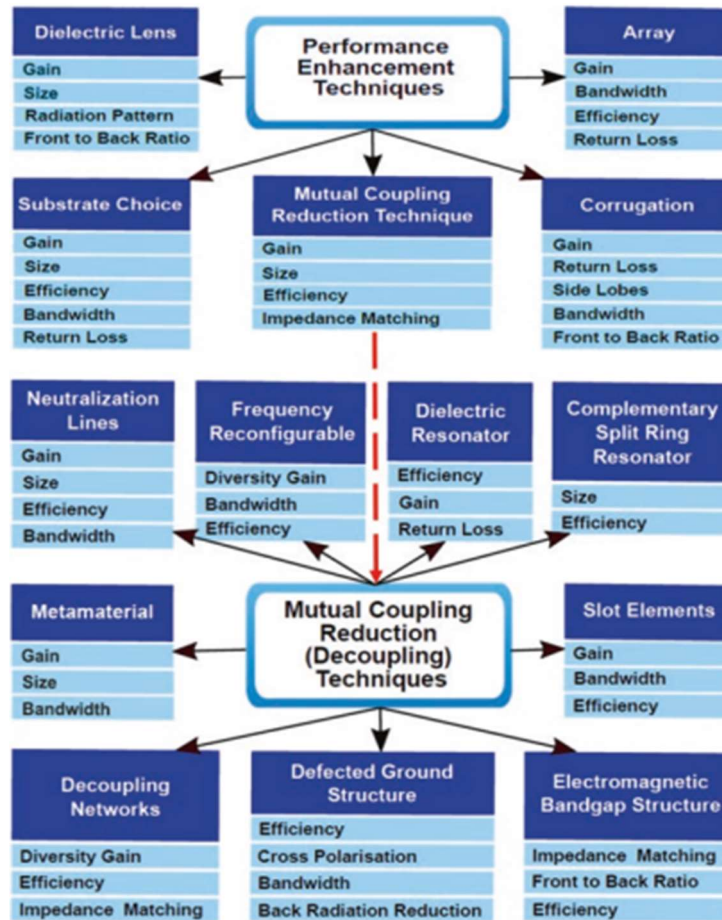 Dielectric Lens
Gain
Size
Radiation Pattern
Front to Back Ratio
Performance
Enhancement
Techniques
Array
Gain
Bandwidth
Efficiency
Return Loss
Substrate Choice
Gain
Size
Efficiency
Bandwidth
Return Loss
Mutual Coupling
Reduction Technique
Gain
Size
Efficiency
Impedance Matching
Corrugation
Gain
Return Loss
Side Lobes
Bandwidth
Front to Back Ratio
Neutralization
Lines
Gain
Size
Efficiency
Bandwidth
Frequency
Reconfigurable
Diversity Gain
Bandwidth
Efficiency
Dielectric
Resonator
Efficiency
Gain
Return Loss
Complementary
Split Ring
Resonator
Size
Efficiency
Metamaterial
Gain
Size
Bandwidth
Mutual Coupling
Reduction
(Decoupling)
Techniques
Slot Elements
Gain
Bandwidth
Efficiency
Decoupling
Networks
Diversity Gain
Efficiency
Impedance Matching
Defected Ground
Structure
Efficiency
Cross Polarisation
Bandwidth
Back Radiation Reduction
Electromagnetic
Bandgap Structure
Impedance Matching
Front to Back Ratio
Efficiency